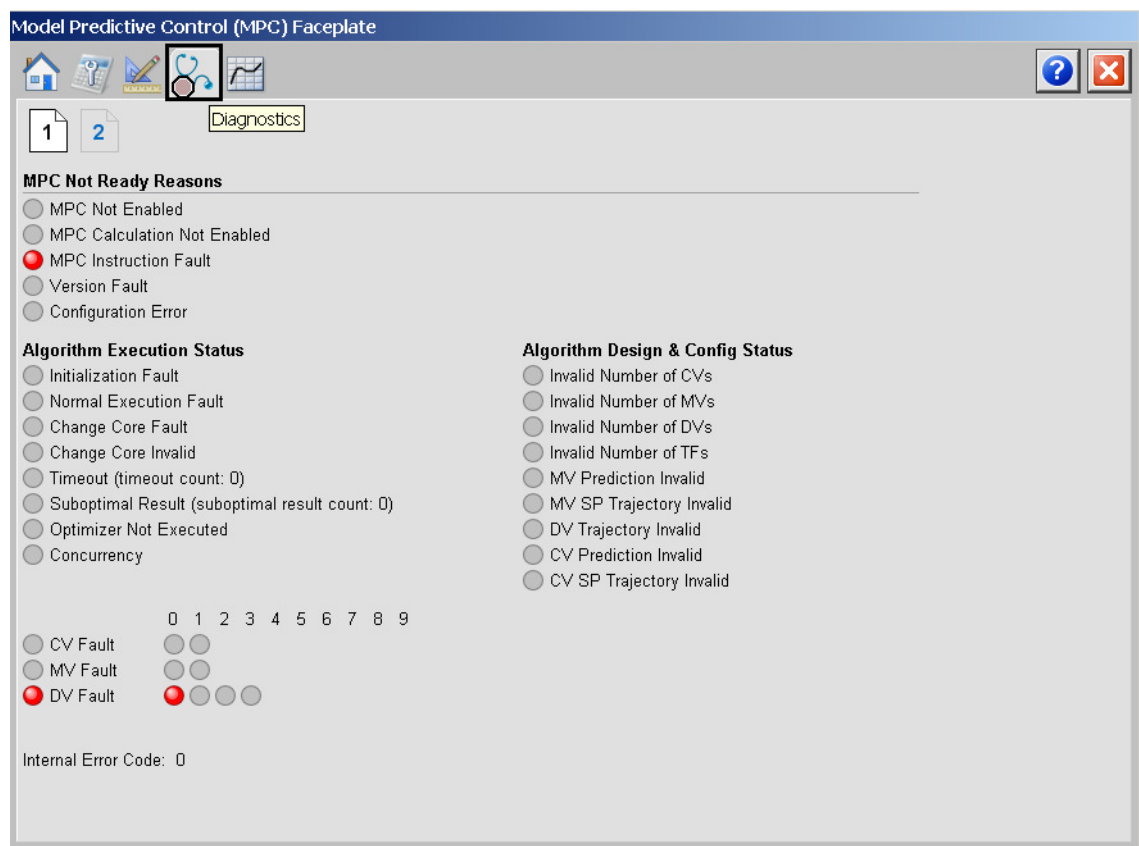 Model Predictive Control (MPC) Faceplate
?
Diagnostics
1 2
MPC Not Ready Reasons
MPC Not Enabled
MPC Calculation Not Enabled
MPC Instruction Fault
Version Fault
Configuration Error
Algorithm Execution Status
Initialization Fault
Normal Execution Fault
Change Core Fault
Change Core Invalid
Timeout (timeout count: 0)
Suboptimal Result (suboptimal result count: 0)
Optimizer Not Executed
Concurrency
Algorithm Design & Config Status
Invalid Number of CVs
Invalid Number of MVs
Invalid Number of DVs
Invalid Number of TFs
MV Prediction Invalid
MV SP Trajectory Invalid
DV Trajectory Invalid
CV Prediction Invalid
CV SP Trajectory Invalid
0 1 2 3 4 5 6 7 8 9
CV Fault
MV Fault
DV Fault
Internal Error Code: 0